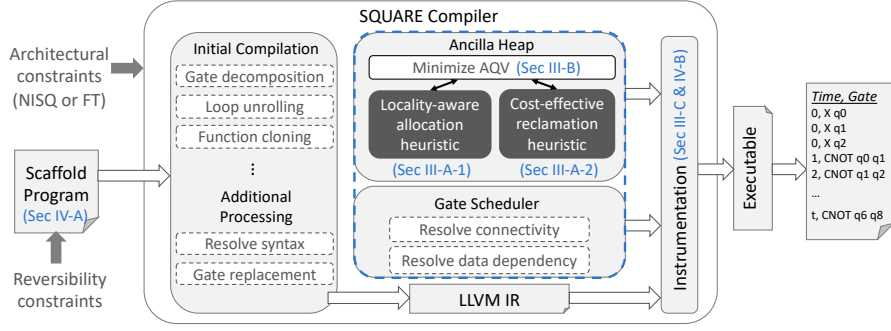 SQUARE Compiler
Architectural
constraints
(NISQ or FT)
Scaffold
Program
(Sec IV-A)
Reversibility
constraints
Initial Compilation
Gate decomposition
Loop unrolling
Function cloning
⋮
Additional
Processing
Resolve syntax
Gate replacement
Ancilla Heap
Minimize AQV (Sec III-B)
Locality-aware
allocation
heuristic
(Sec III-A-1)
Cost-effective
reclamation
heuristic
(Sec III-A-2)
Gate Scheduler
Resolve connectivity
Resolve data dependency
LLVM IR
Instrumentation (Sec III-C & IV-B)
Executable
Time, Gate
0, X q0
0, X q1
0, X q2
1, CNOT q0 q1
2, CNOT q1 q2
...
t, CNOT q6 q8